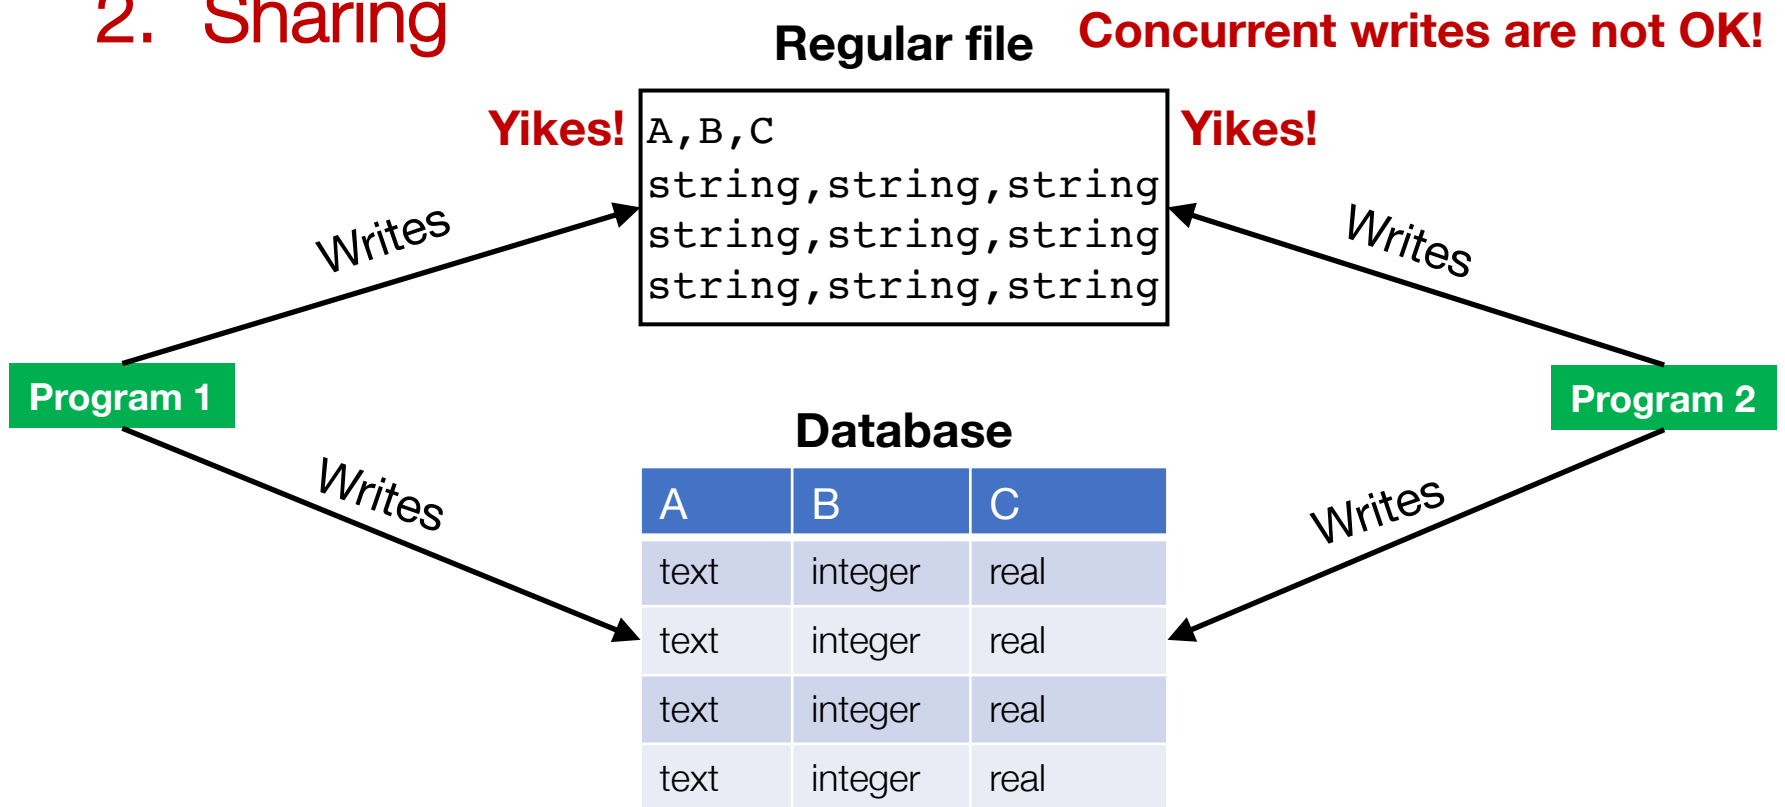 2. Sharing
Concurrent writes are not OK!
Regular file
Yikes!
A,B,C
string,string,string
string,string,string
string,string,string
Yikes!
Writes
Writes
Program 1
Program 2
Database
Writes
Writes
A B C
text integer real
text integer real
text integer real
text integer real